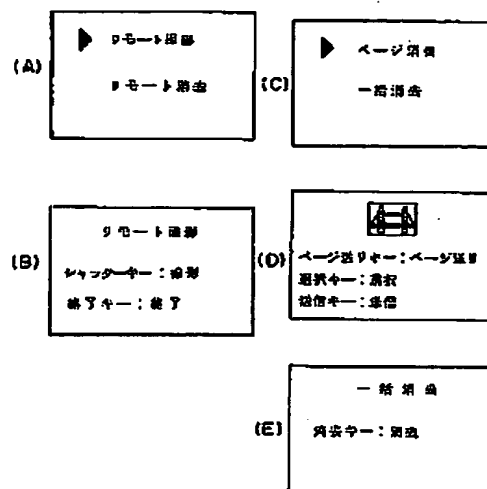 (A)
リモート撮影
リモート消去
(B)
リモート撮影
シャッターキー：撮影
終了キー：終了
(C)
ページ消去
一括消去
(D)
ページ送りキー：ページ送り
選択キー：選択
送信キー：送信
(E)
一括消去
消去キー：消去